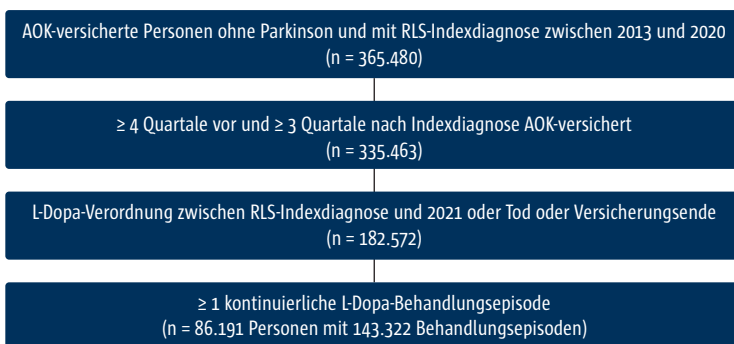 AOK-versicherte Personen ohne Parkinson und mit RLS-Indexdiagnose zwischen 2013 und 2020
(n = 365.480)
≥ 4 Quartale vor und ≥ 3 Quartale nach Indexdiagnose AOK-versichert
(n = 335.463)
L-Dopa-Verordnung zwischen RLS-Indexdiagnose und 2021 oder Tod oder Versicherungsende
(n = 182.572)
≥ 1 kontinuierliche L-Dopa-Behandlungsepisode
(n = 86.191 Personen mit 143.322 Behandlungsepisoden)